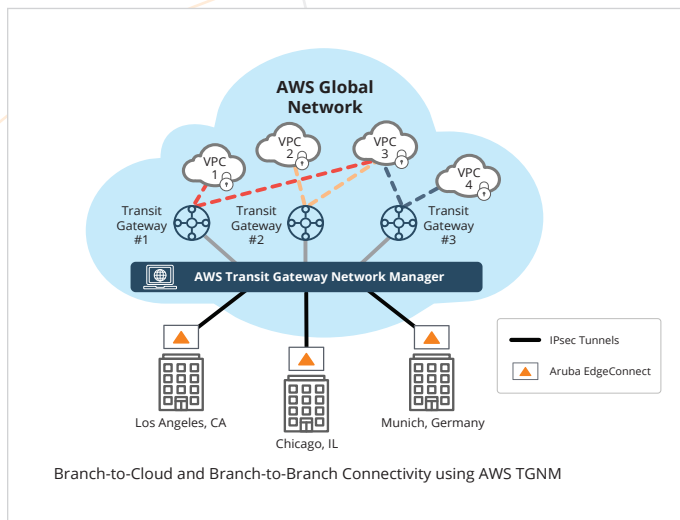 AWS Global
Network
VPC
1
VPC
2
VPC
3
VPC
4
Transit
Gateway
#1
Transit
Gateway
#2
Transit
Gateway
#3
AWS Transit Gateway Network Manager
Los Angeles, CA
Chicago, IL
Munich, Germany
IPsec Tunnels
Aruba EdgeConnect
Branch-to-Cloud and Branch-to-Branch Connectivity using AWS TGNM